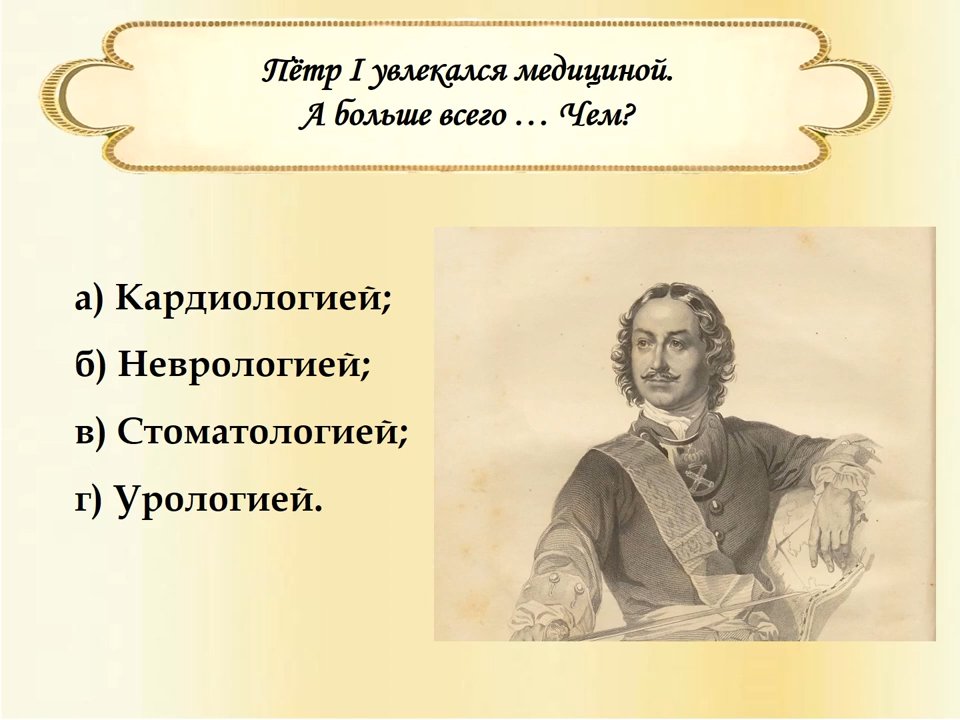 Пётр I увлекался медициной.
А больше всего … Чем?
а) Кардиологией;
б) Неврологией;
в) Стоматологией;
г) Урологией.